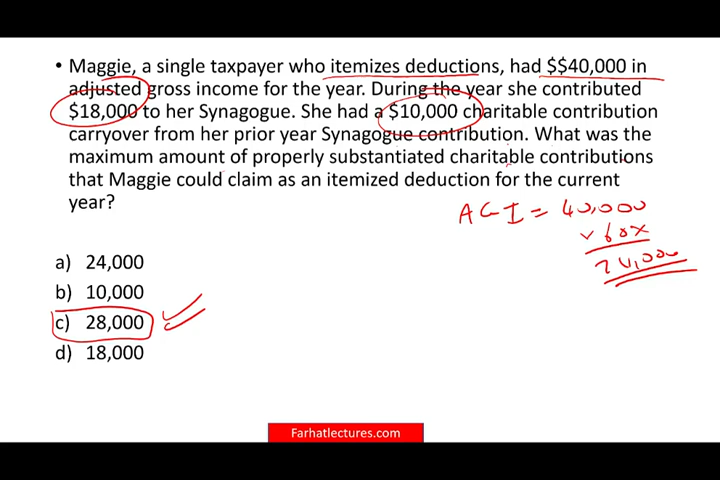 • Maggie, a single taxpayer who itemizes deductions, had $$40,000 in
adjusted gross income for the year. During the year she contributed
$18,000 to her Synagogue. She had a $10,000 charitable contribution
carryover from her prior year Synagogue contribution. What was the
maximum amount of properly substantiated charitable contributions
that Maggie could claim as an itemized deduction for the current
year?
AGI = 40,000
60%
24,000
a) 24,000
b) 10,000
c) 28,000
d) 18,000
Farhatlectures.com